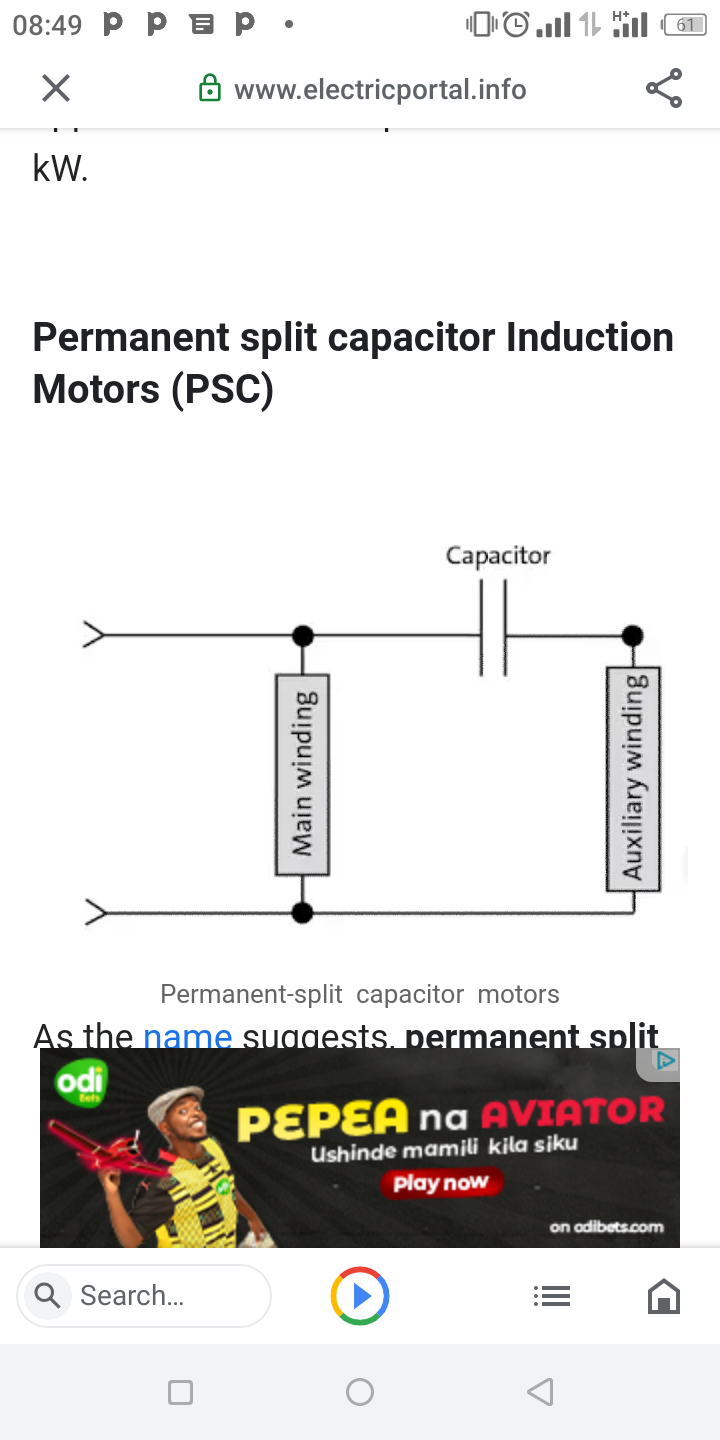 08:49
H+
61
www.electricportal.info
kW.
Permanent split capacitor Induction
Motors (PSC)
Capacitor
Main winding
Auxiliary winding
Permanent-split capacitor motors
As the name suggests, permanent split
odi
Bets
PEPEA na AVIATOR
Ushinde mamili kila siku
Play now
on odibets.com
Search...